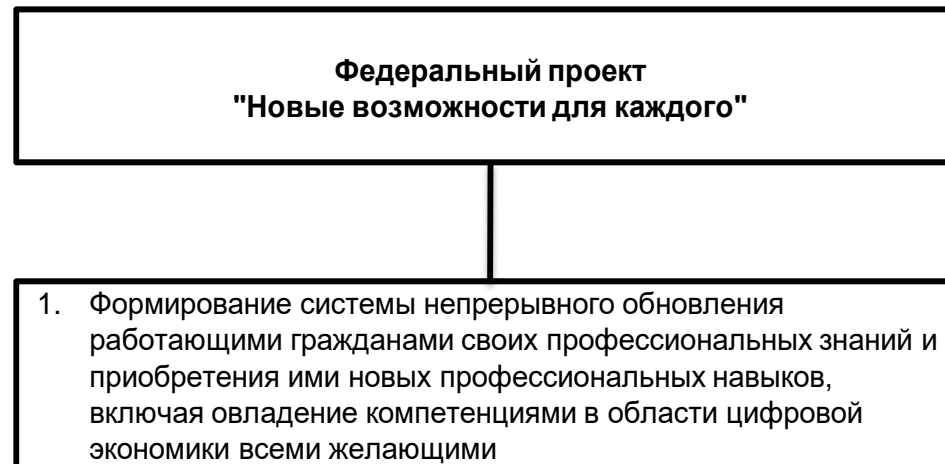 Федеральный проект
"Новые возможности для каждого"
1. Формирование системы непрерывного обновления
работающими гражданами своих профессиональных знаний и
приобретения ими новых профессиональных навыков,
включая овладение компетенциями в области цифровой
экономики всеми желающими